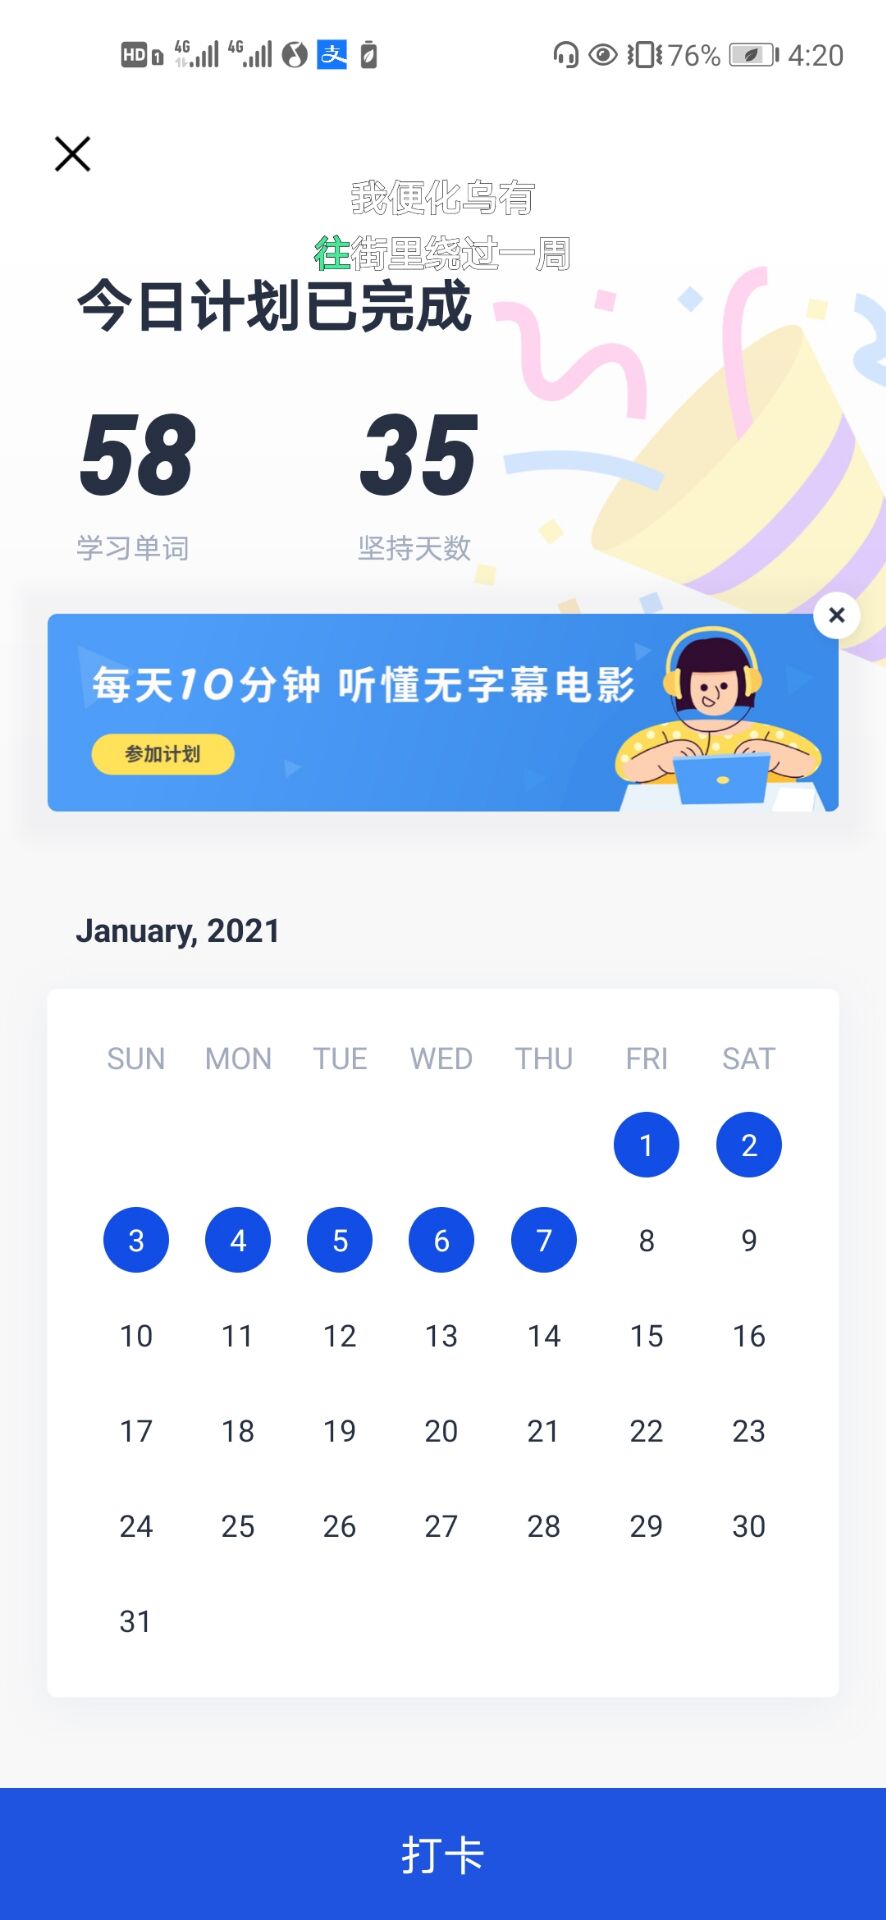 HD 1 4G 4G 支 76% 4:20
我便化乌有
往街里绕过一周
今日计划已完成
58 35
学习单词 坚持天数
每天10分钟 听懂无字幕电影
参加计划
January, 2021
SUN MON TUE WED THU FRI SAT
1 2
3 4 5 6 7 8 9
10 11 12 13 14 15 16
17 18 19 20 21 22 23
24 25 26 27 28 29 30
31
打卡